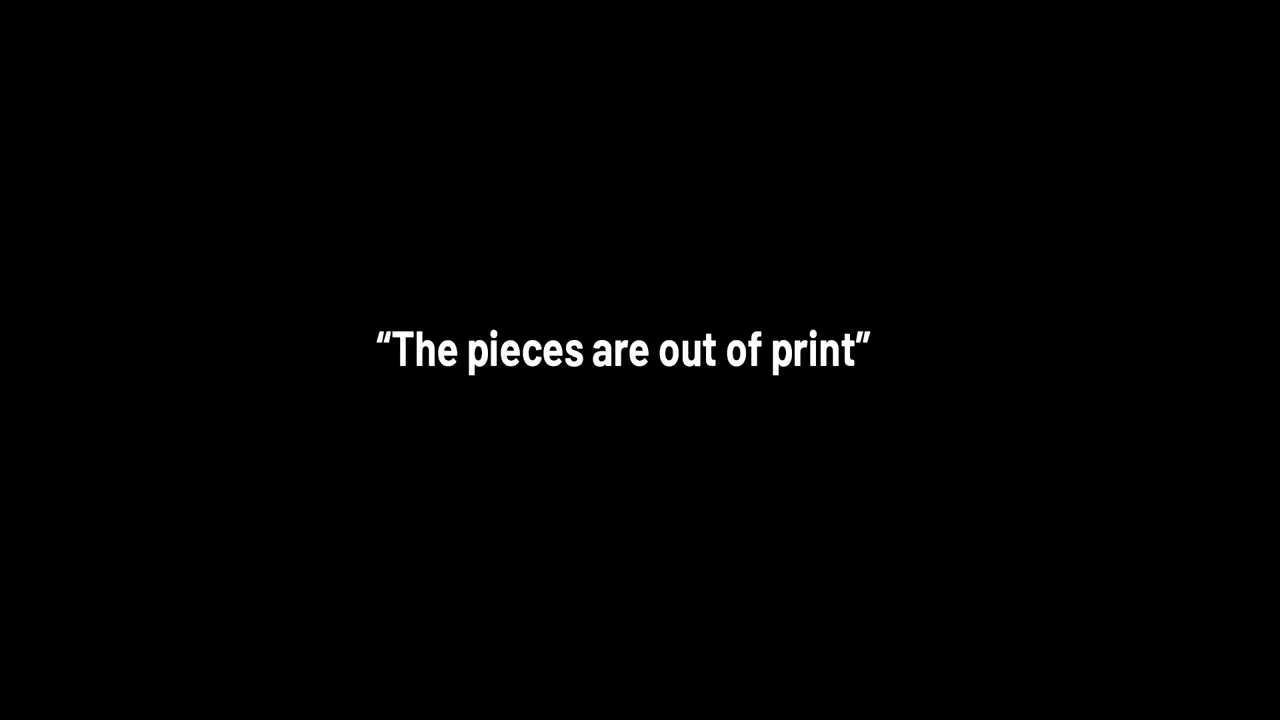 “The pieces are out of print”